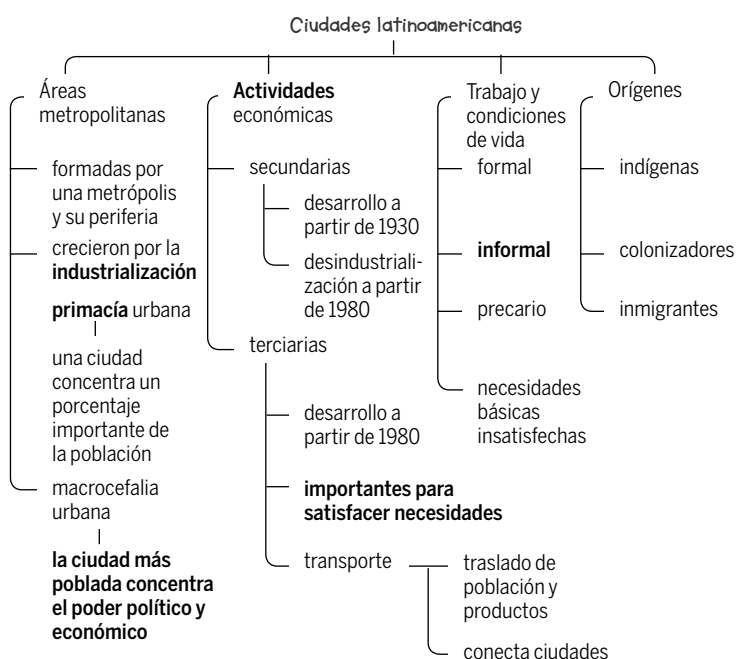 Ciudades latinoamericanas
Áreas
metropolitanas
formadas por
una metrópolis
y su periferia
crecieron por la
industrialización
primacía urbana
una ciudad
concentra un
porcentaje
importante de
la población
macrocefalia
urbana
la ciudad más
poblada concentra
el poder político y
económico
Actividades
económicas
secundarias
desarrollo a
partir de 1930
desindustriali-
zación a partir
de 1980
terciarias
desarrollo a
partir de 1980
importantes para
satisfacer necesidades
transporte
traslado de
población y
productos
conecta ciudades
Trabajo y
condiciones
de vida
formal
informal
precario
necesidades
básicas
insatisfechas
Orígenes
indígenas
colonizadores
inmigrantes